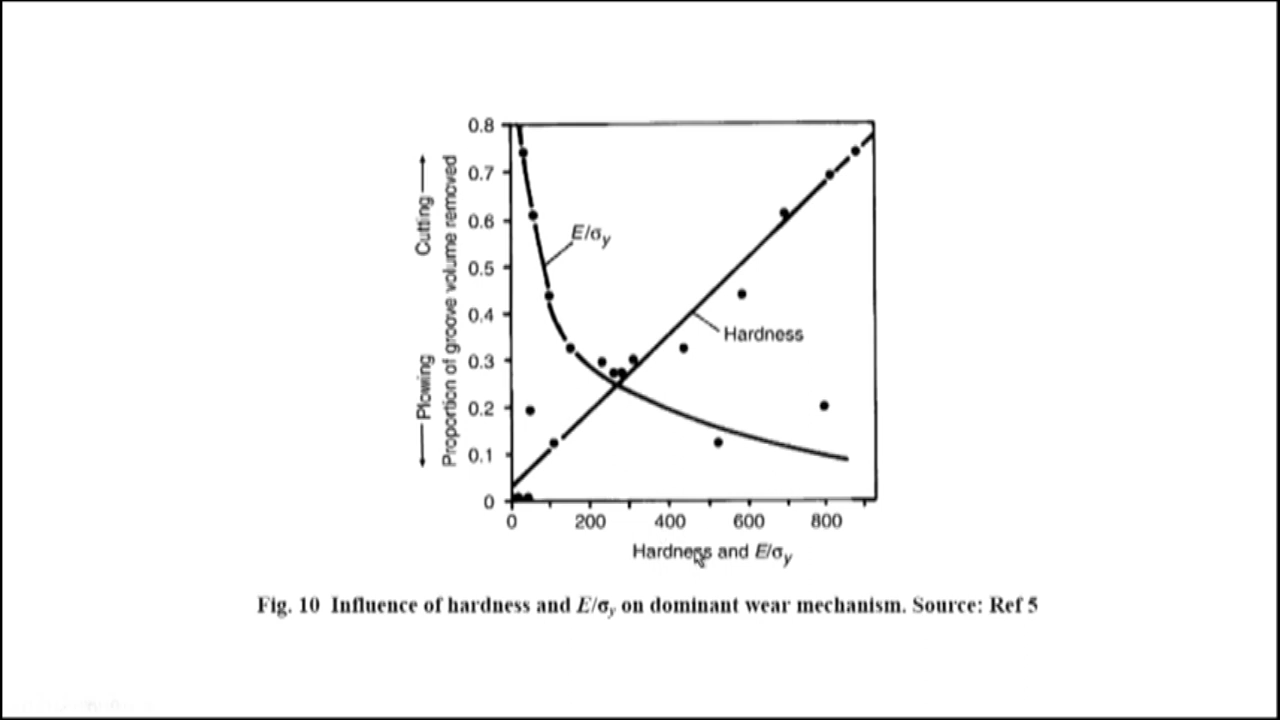 0.8
0.7
0.6
0.5
0.4
0.3
0.2
0.1
0
← Plowing Cutting →
Proportion of groove volume removed
E/σy
Hardness
0 200 400 600 800
Hardness and E/σy
Fig. 10 Influence of hardness and E/σy on dominant wear mechanism. Source: Ref 5